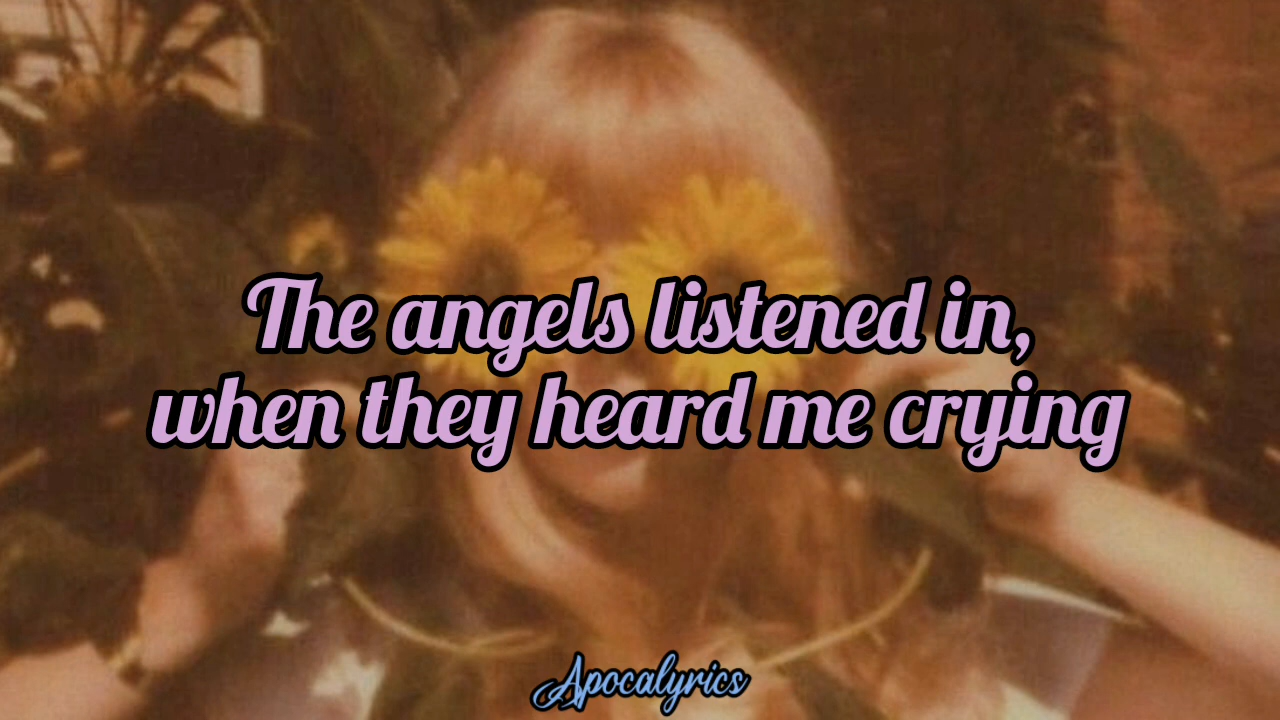 The angels listened in,
when they heard me crying
Apocalyrics